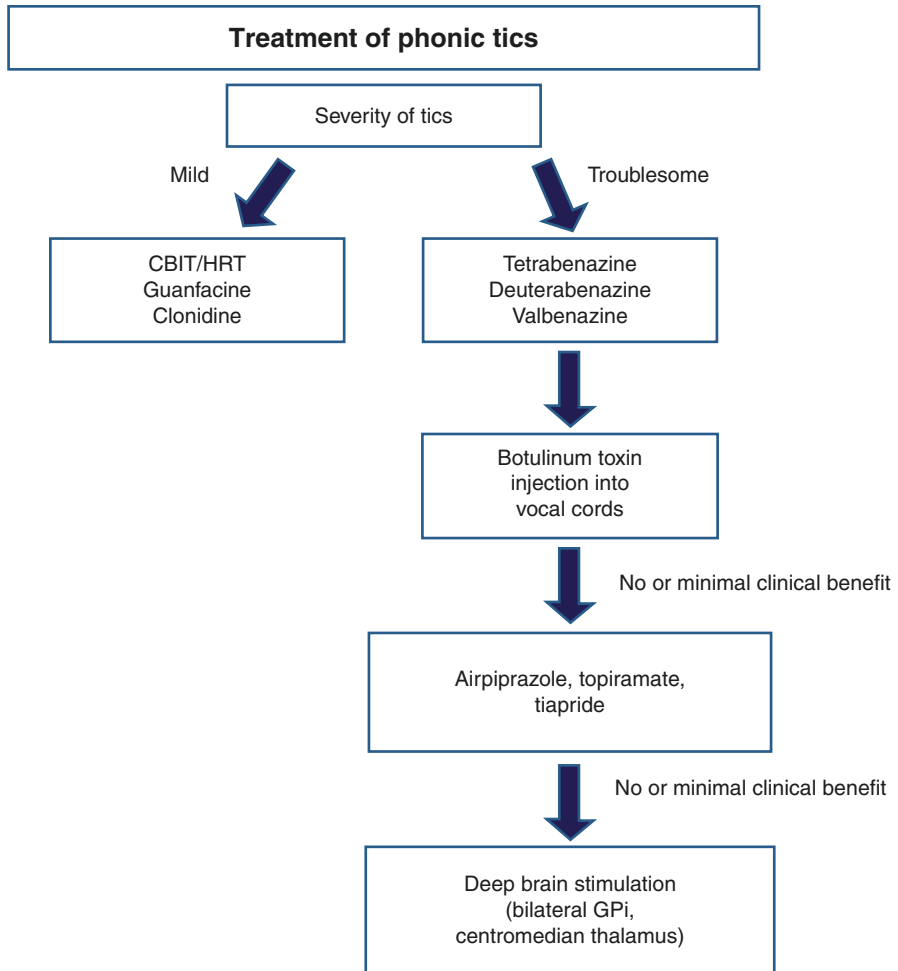 Treatment of phonic tics
Severity of tics
Mild
Troublesome
CBIT/HRT
Guanfacine
Clonidine
Tetrabenazine
Deuterabenazine
Valbenazine
Botulinum toxin
injection into
vocal cords
No or minimal clinical benefit
Airpiprazole, topiramate,
tiapride
No or minimal clinical benefit
Deep brain stimulation
(bilateral GPi,
centromedian thalamus)